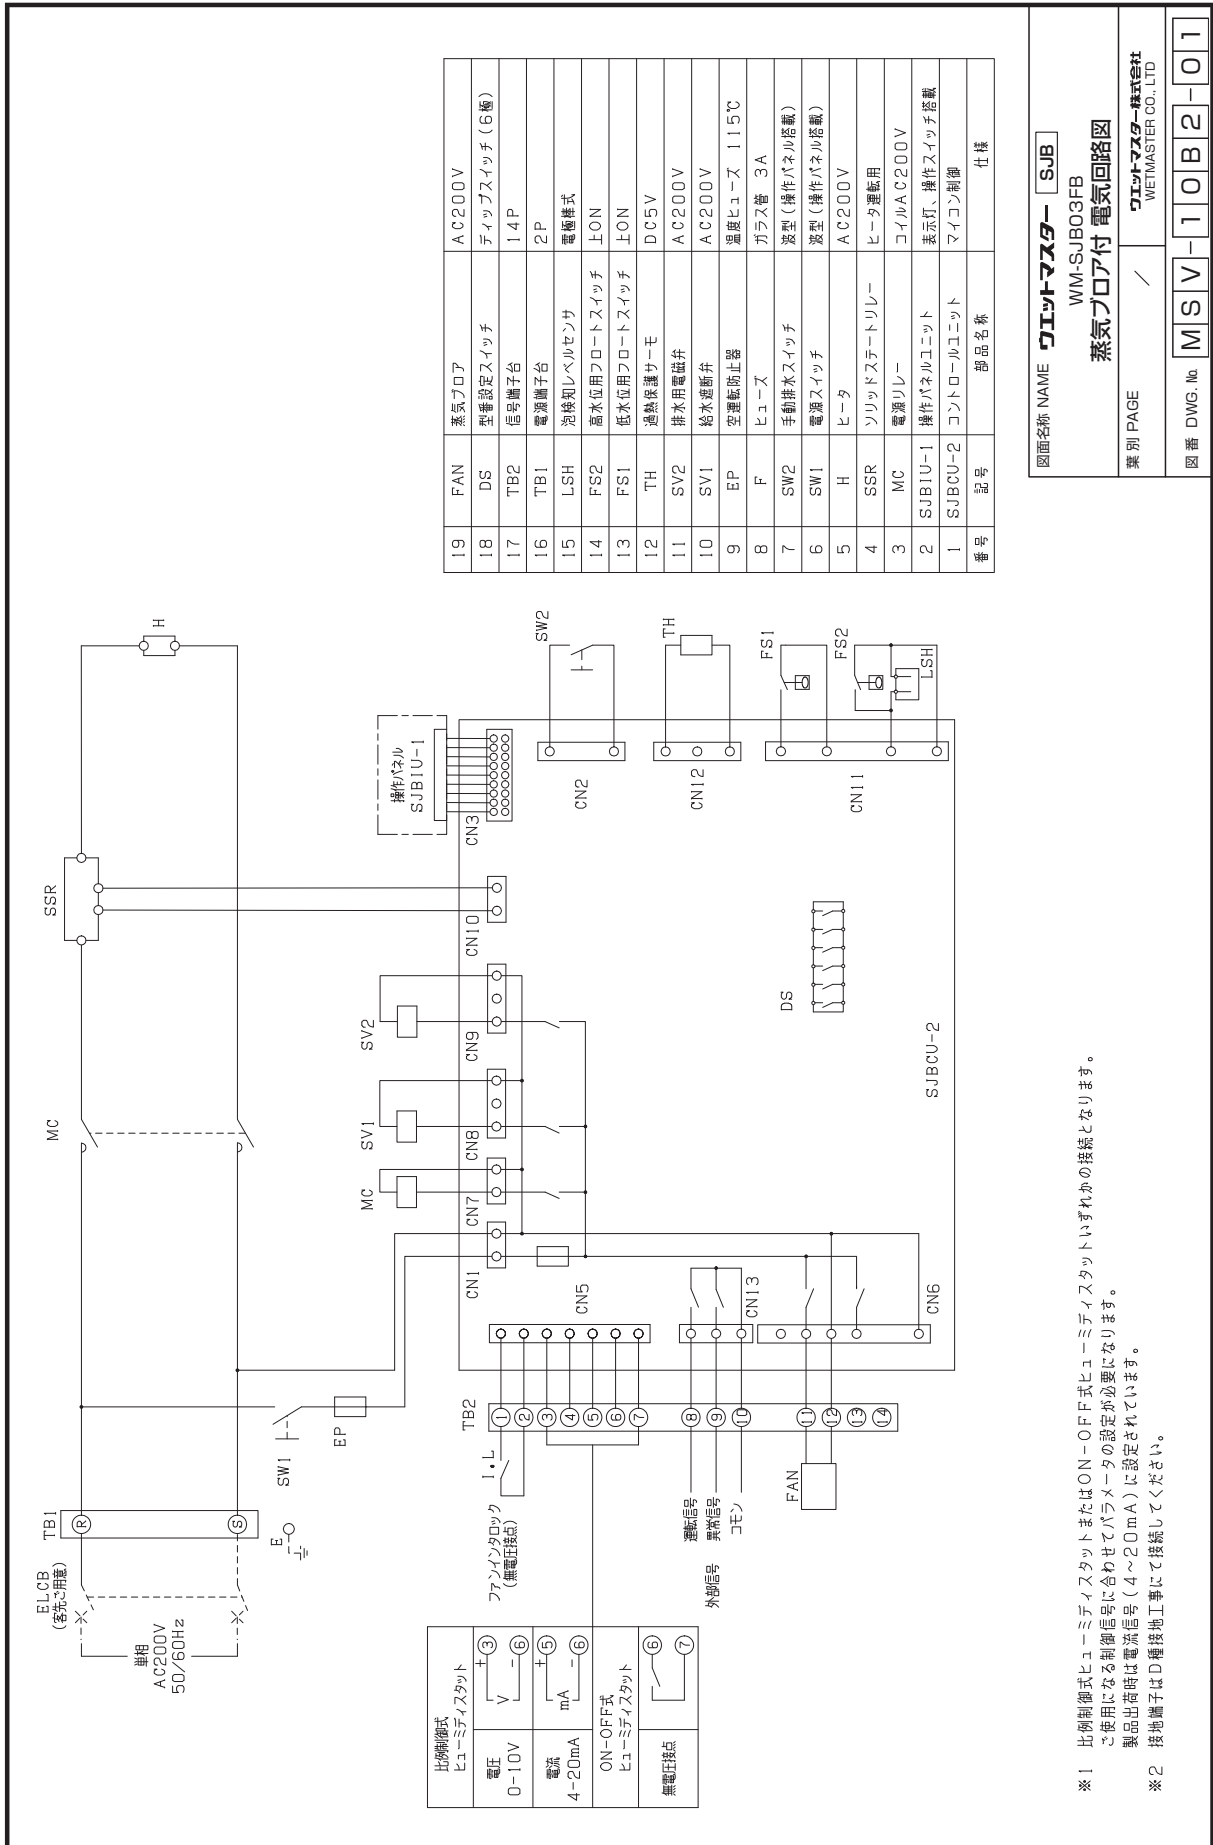 単相
AC200V
50/60Hz
ELCB
(客先ご用意)
TB1
R
S
E
SW1
EP
MC
SSR
H
比例制御式
ヒューミディスタット
電圧
0-10V
+
V
-
3
6
電流
4-20mA
+
mA
-
5
6
ON-OFF式
ヒューミディスタット
無電圧接点
6
7
ファンインタロック
(無電圧接点)
I.L
外部信号
運転信号
異常信号
コモン
FAN
TB2
1
2
3
4
5
6
7
8
9
10
11
12
13
14
CN5
CN13
CN6
CN1
MC
CN7
SV1
CN8
SV2
CN9
CN10
CN3
操作パネル
SJBIU-1
DS
SJBCU-2
CN2
SW2
CN12
TH
CN11
FS1
FS2
LSH
19 FAN 蒸気ブロア AC200V
18 DS 型番設定スイッチ ディップスイッチ(6極)
17 TB2 信号端子台 14P
16 TB1 電源端子台 2P
15 LSH 泡検知レベルセンサ 電極棒式
14 FS2 高水位用フロートスイッチ 上ON
13 FS1 低水位用フロートスイッチ 上ON
12 TH 過熱保護サーモ DC5V
11 SV2 排水用電磁弁 AC200V
10 SV1 給水遮断弁 AC200V
9 EP 空運転防止器 温度ヒューズ 115℃
8 F ヒューズ ガラス管 3A
7 SW2 手動排水スイッチ 波型(操作パネル搭載)
6 SW1 電源スイッチ 波型(操作パネル搭載)
5 H ヒータ AC200V
4 SSR ソリッドステートリレー ヒータ運転用
3 MC 電源リレー コイルAC200V
2 SJBIU-1 操作パネルユニット 表示灯、操作スイッチ搭載
1 SJBCU-2 コントロールユニット マイコン制御
番号 記号 部品名称 仕様
※1 比例制御式ヒューミディスタットまたはON-OFF式ヒューミディスタットいずれかの接続となります。
ご使用になる制御信号に合わせてパラメータの設定が必要になります。
製品出荷時は電流信号(4~20mA)に設定されています。
※2 接地端子はD種接地工事にて接続してください。
図面名称 NAME ウエットマスター SJB
WM-SJB03FB
蒸気ブロア付 電気回路図
葉別 PAGE /
ウエットマスター株式会社
WETMASTER CO., LTD
図番 DWG. No. MSV-10B2-01